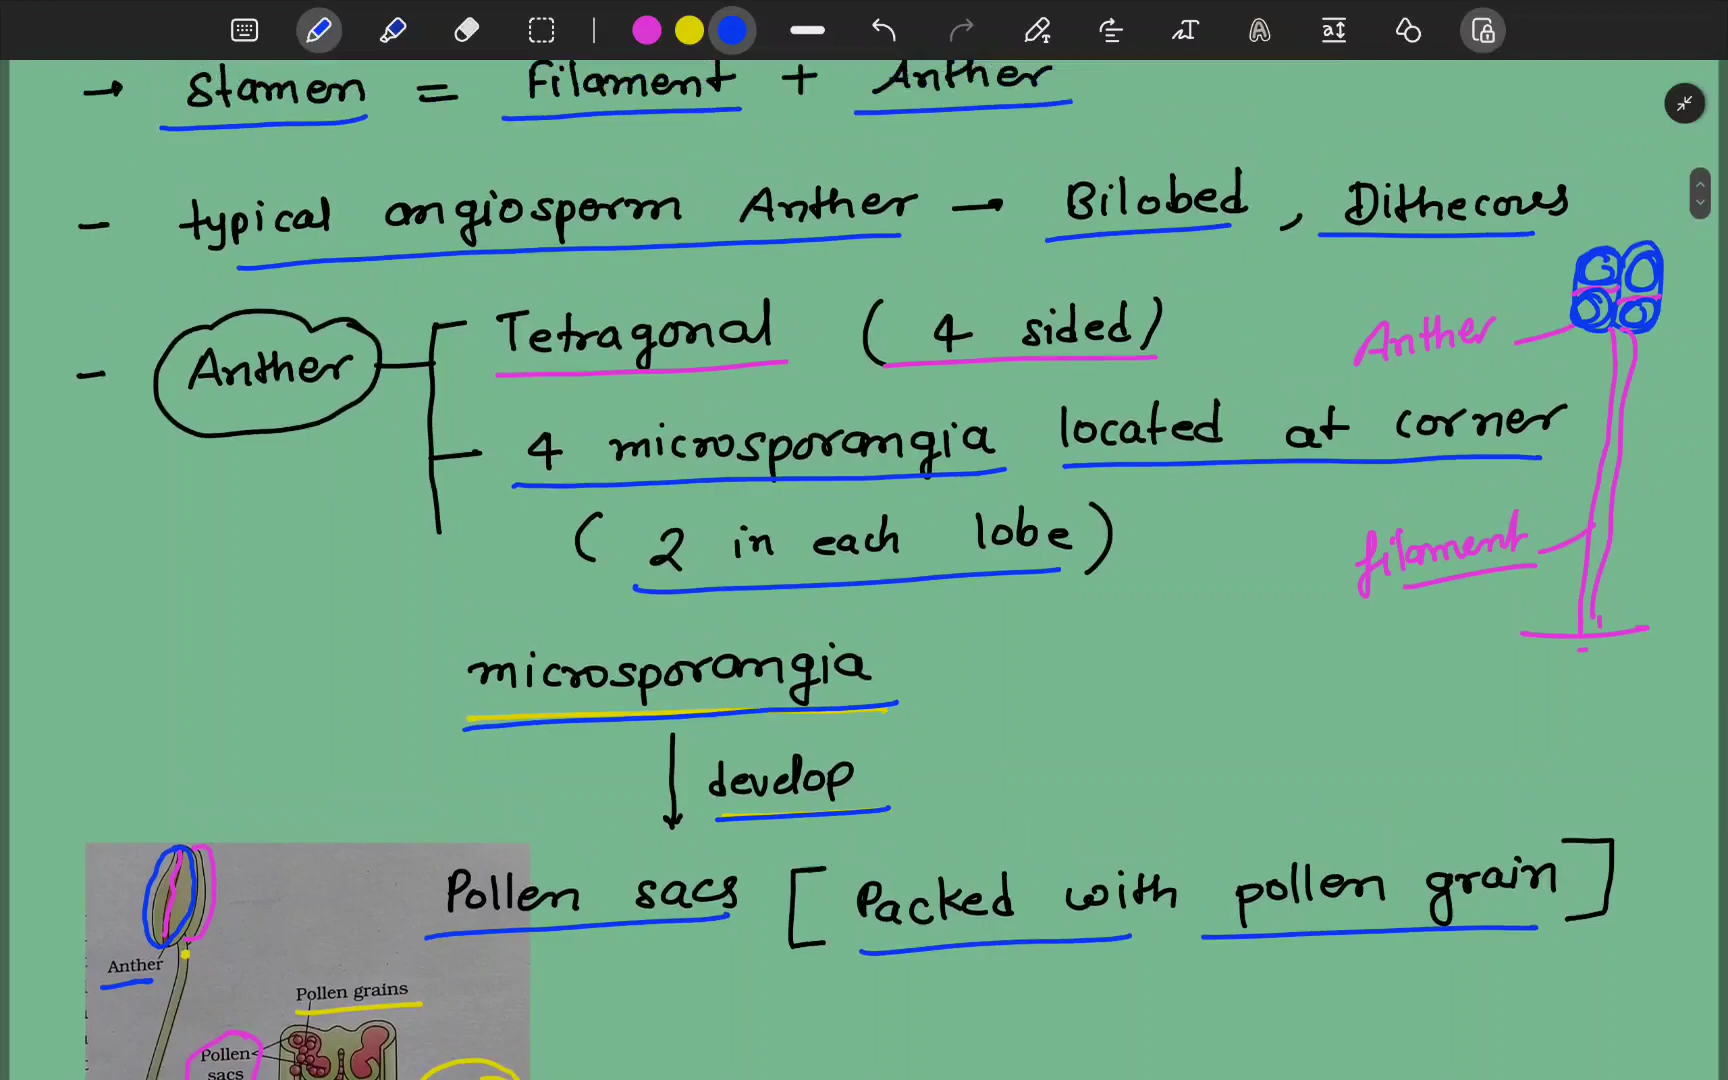 → Stamen = Filament + Anther
- typical angiosperm Anther → Bilobed, Dithecous
- Anther
Tetragonal (4 sided)
4 microsporangia located at corner
(2 in each lobe)
Anther
filament
microsporangia
↓ develop
Pollen sacs [Packed with pollen grain]
Anther
Pollen grains
Pollen
sacs